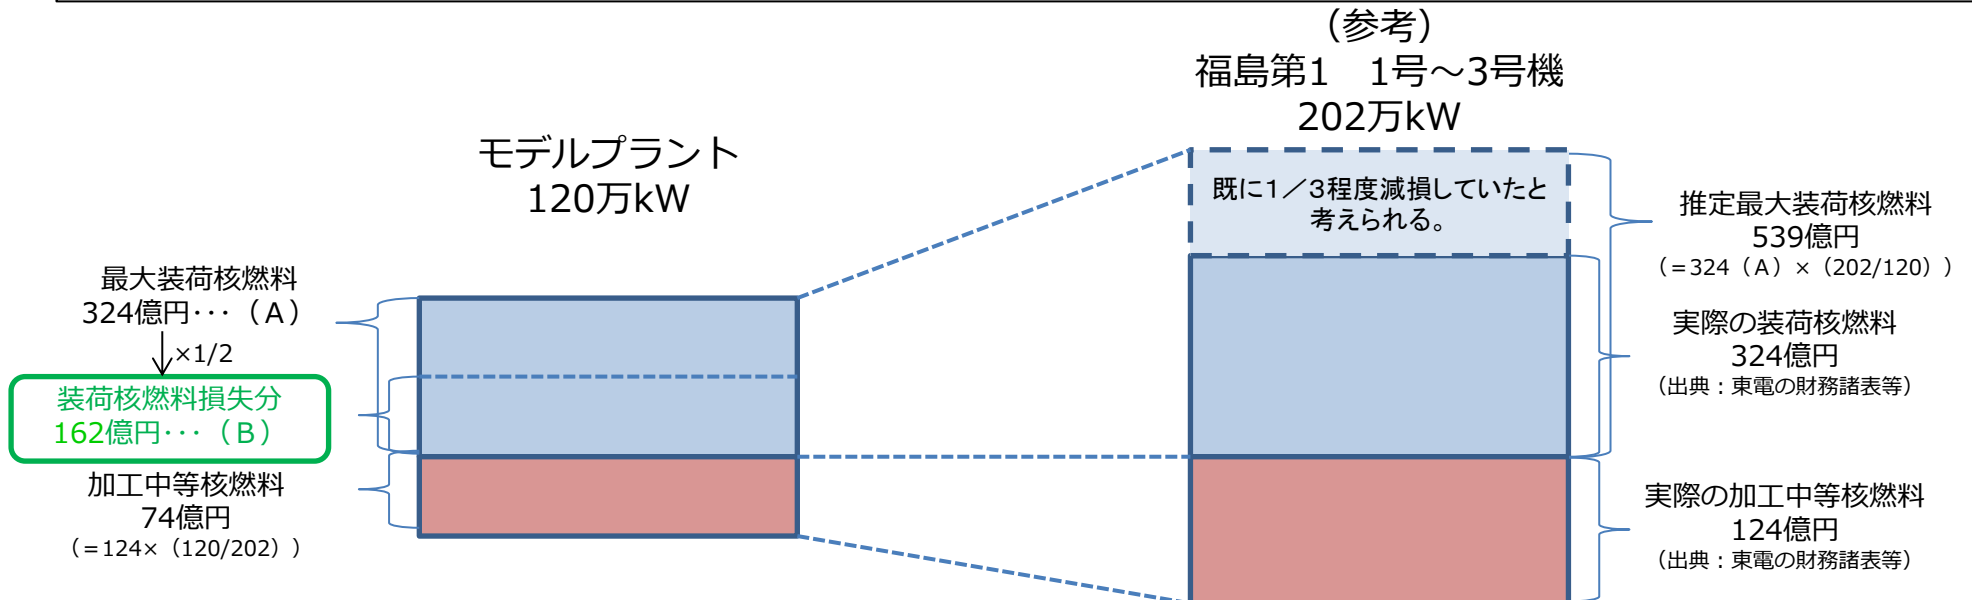 (参考)
福島第1　1号～3号機
202万kW
モデルプラント
120万kW
既に1／3程度減損していたと
考えられる。
最大装荷核燃料
324億円･･･（A）
×1/2
装荷核燃料損失分
162億円･･･（B）
加工中等核燃料
74億円
（=124×（120/202））
推定最大装荷核燃料
539億円
（=324（A）×（202/120））
実際の装荷核燃料
324億円
（出典：東電の財務諸表等）
実際の加工中等核燃料
124億円
（出典：東電の財務諸表等）